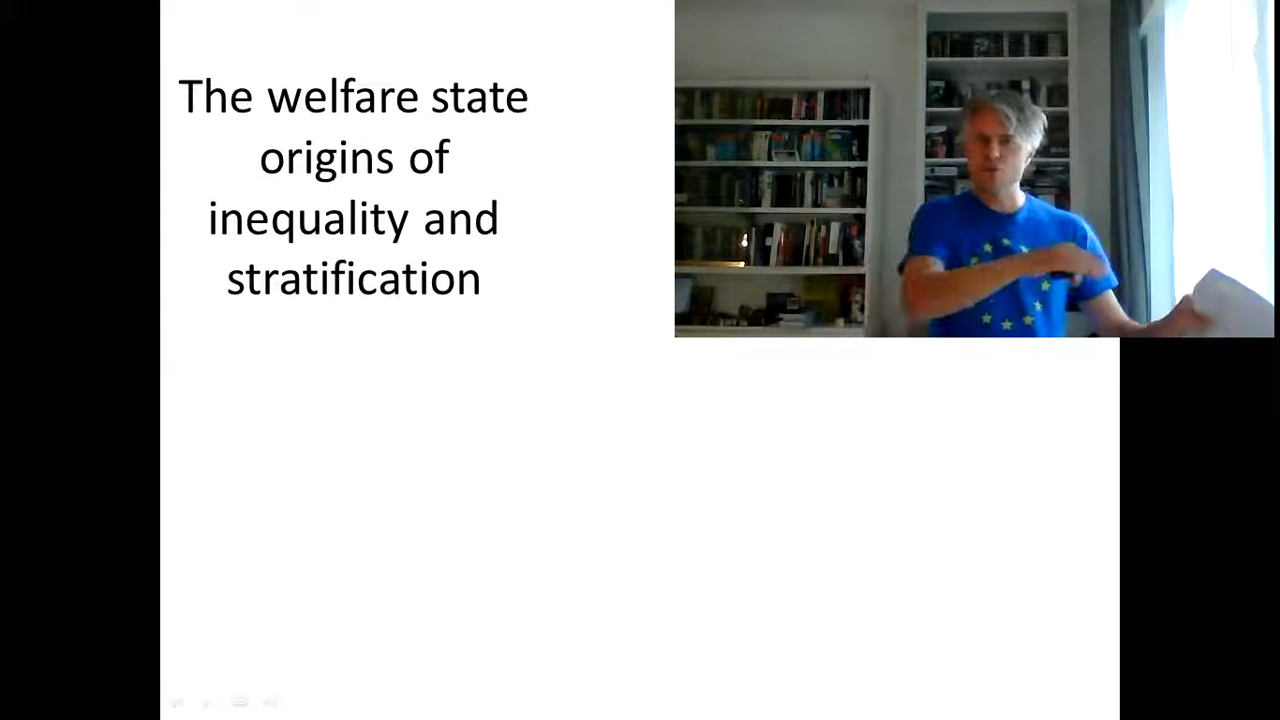 The welfare state
origins of
inequality and
stratification